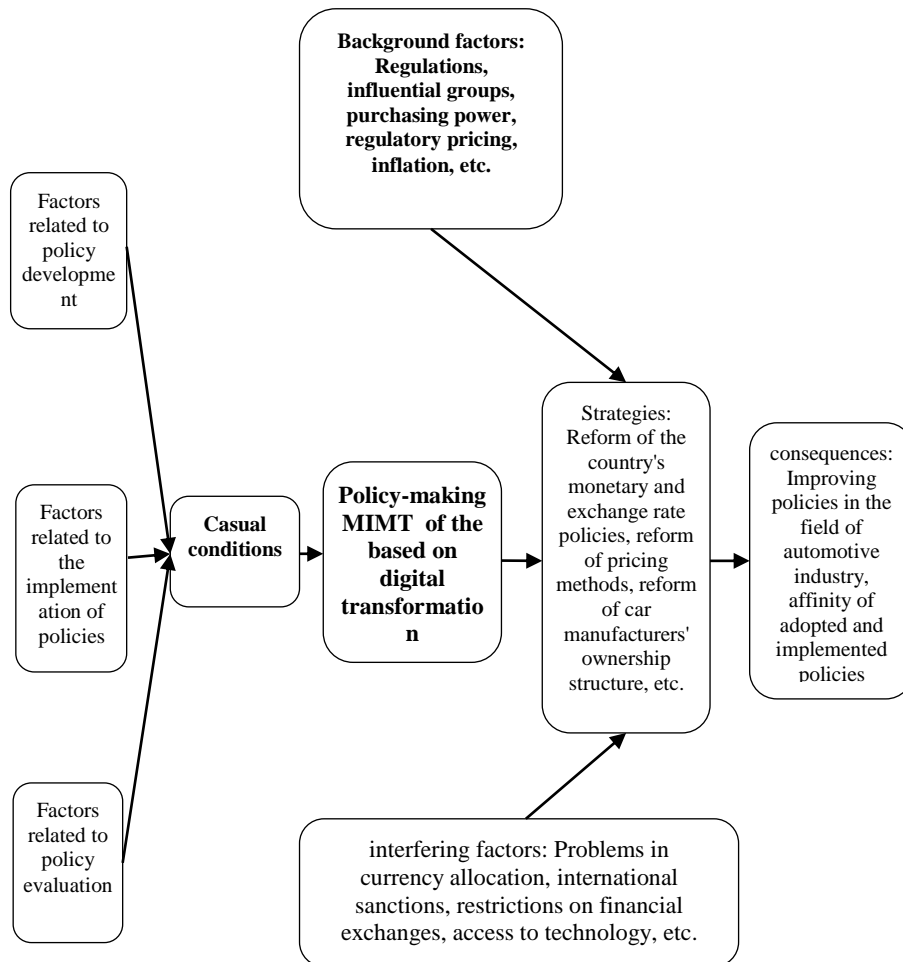 Background factors:
Regulations,
influential groups,
purchasing power,
regulatory pricing,
inflation, etc.
Factors
related to
policy
developme
nt
Factors
related to
the
implement
ation of
policies
Factors
related to
policy
evaluation
Casual
conditions
Policy-making
MIMT of the
based on
digital
transformatio
n
Strategies:
Reform of the
country's
monetary and
exchange rate
policies, reform of
pricing
methods, reform
of car
manufacturers'
ownership
structure, etc.
consequences:
Improving
policies in the
field of
automotive
industry,
affinity of
adopted and
implemented
policies
interfering factors: Problems in
currency allocation, international
sanctions, restrictions on financial
exchanges, access to technology, etc.